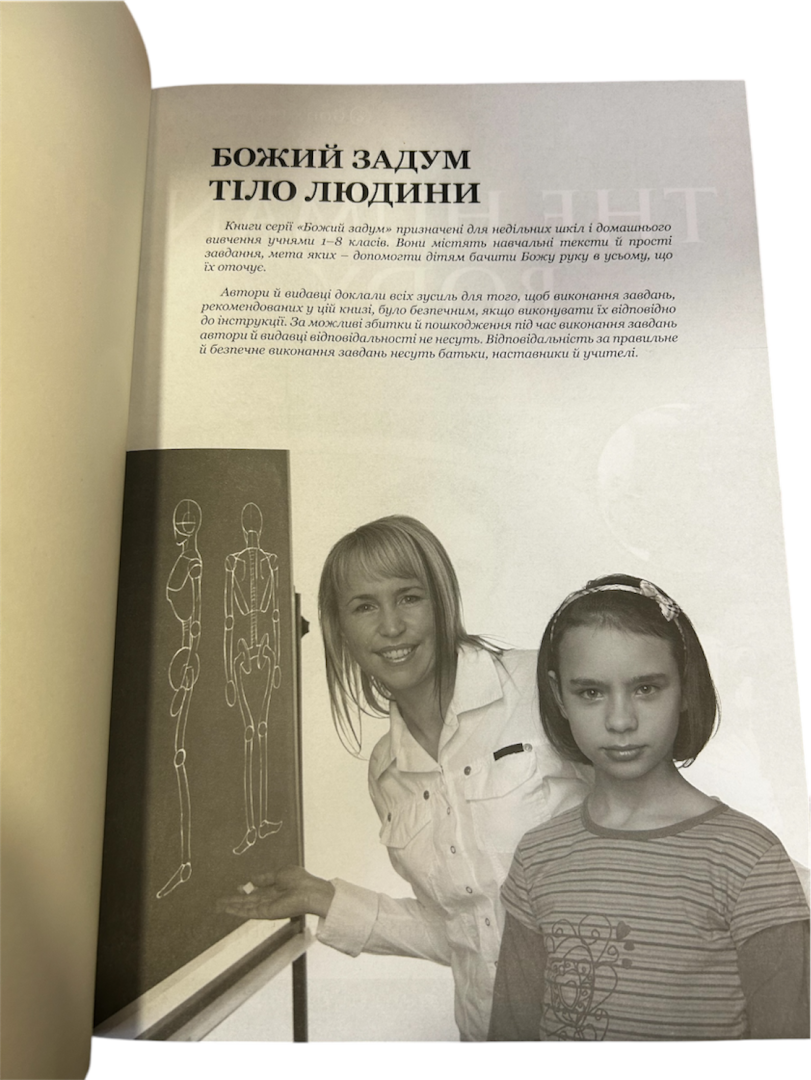 БОЖИЙ ЗАДУМ
ТІЛО ЛЮДИНИ
Книги серії «Божий задум» призначені для недільних шкіл і домашнього
вивчення учнями 1–8 класів. Вони містять навчальні тексти й прості
завдання, мета яких – допомогти дітям бачити Божу руку в усьому, що
їх оточує.
Автори й видавці доклали всіх зусиль для того, щоб виконання завдань,
рекомендованих у цій книзі, було безпечним, якщо виконувати їх відповідно
до інструкції. За можливі збитки й пошкодження під час виконання завдань
автори й видавці відповідальності не несуть. Відповідальність за правильне
й безпечне виконання завдань несуть батьки, наставники й учителі.